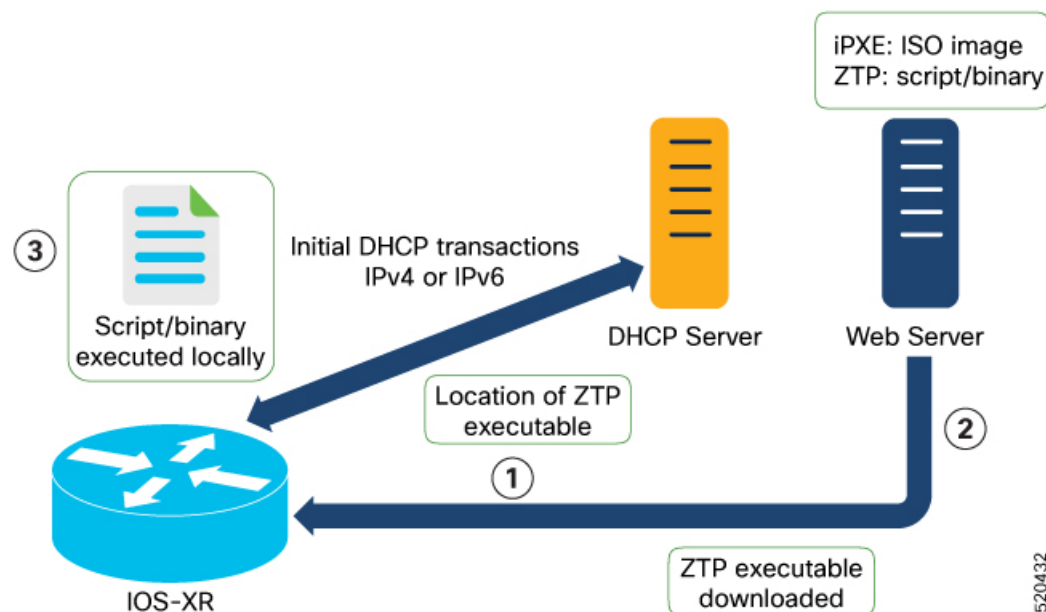 iPXE: ISO image
ZTP: script/binary
3
Script/binary
executed locally
Initial DHCP transactions
IPv4 or IPv6
DHCP Server
Web Server
Location of ZTP
executable
1
2
ZTP executable
downloaded
IOS-XR
520432